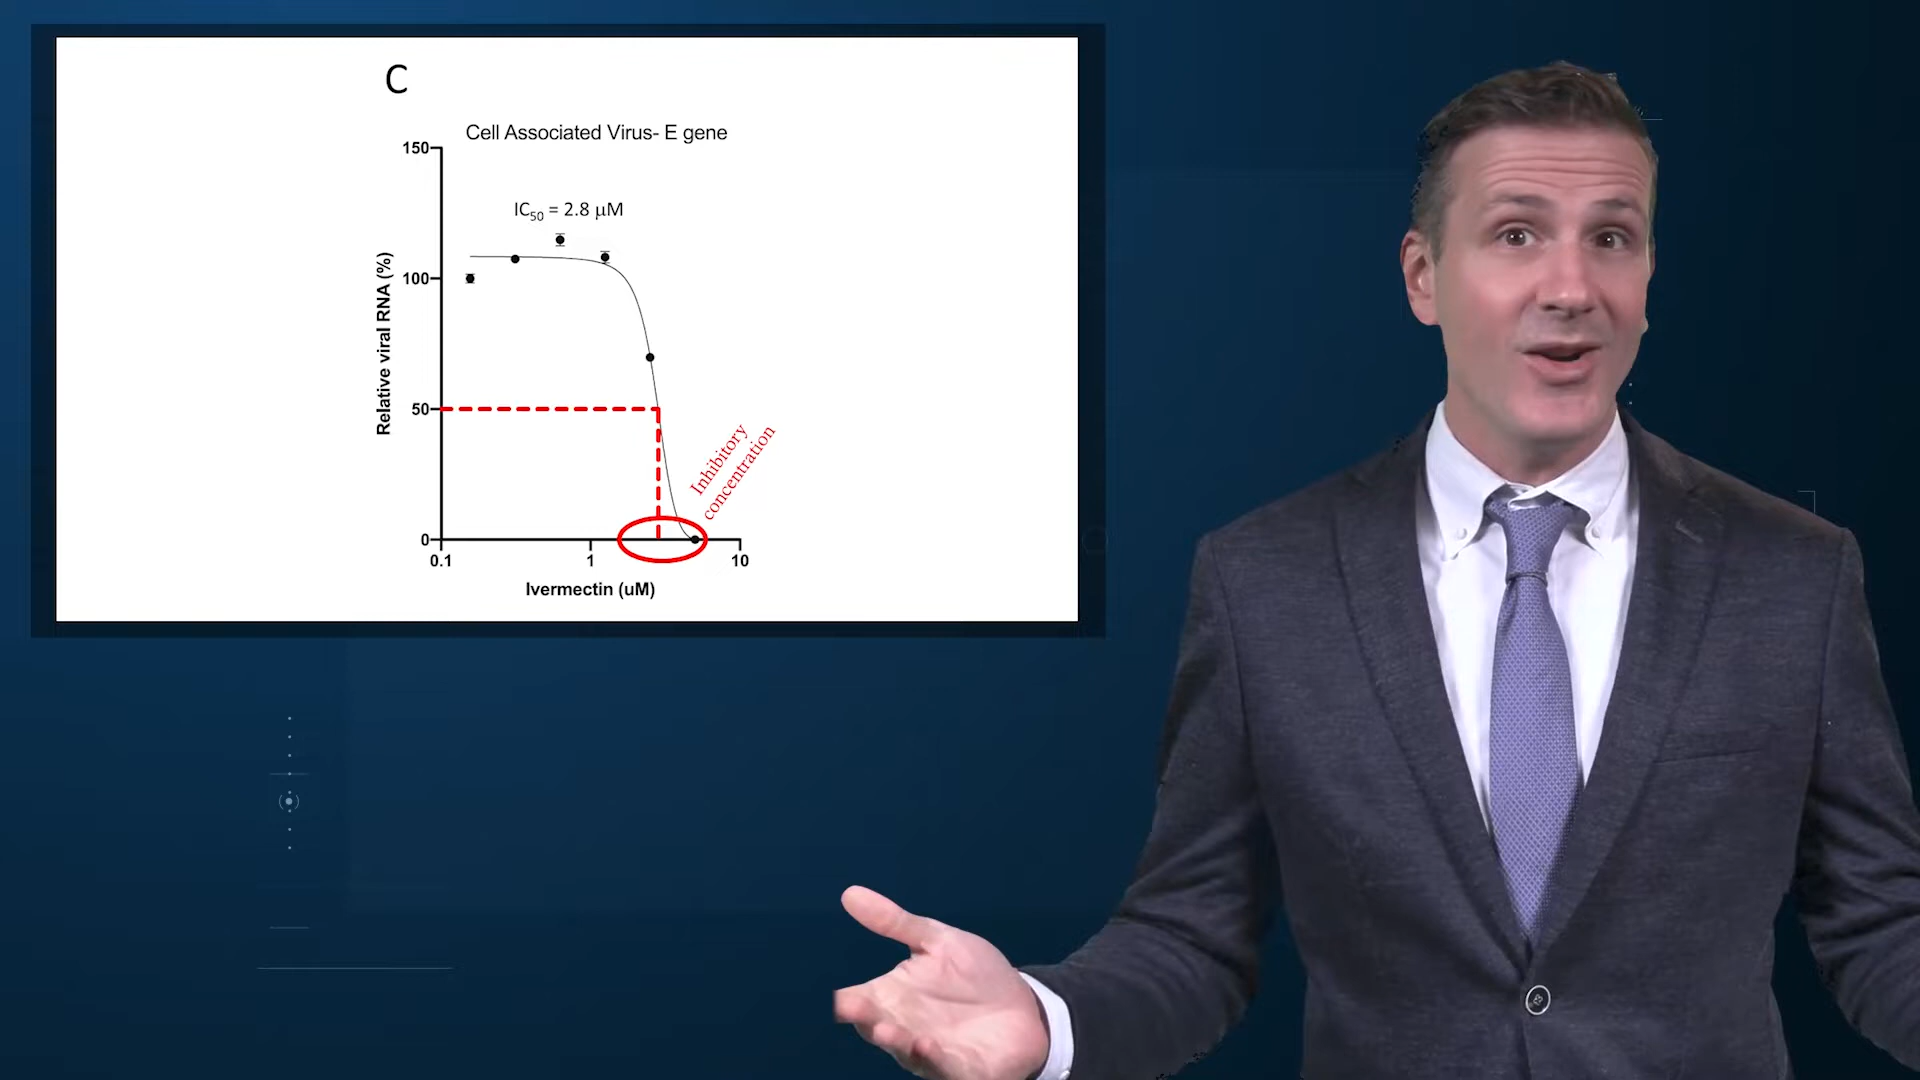 C
Cell Associated Virus- E gene
150
IC50 = 2.8 μM
100
50
0
Relative viral RNA (%)
Inhibitory
concentration
0.1
1
10
Ivermectin (uM)